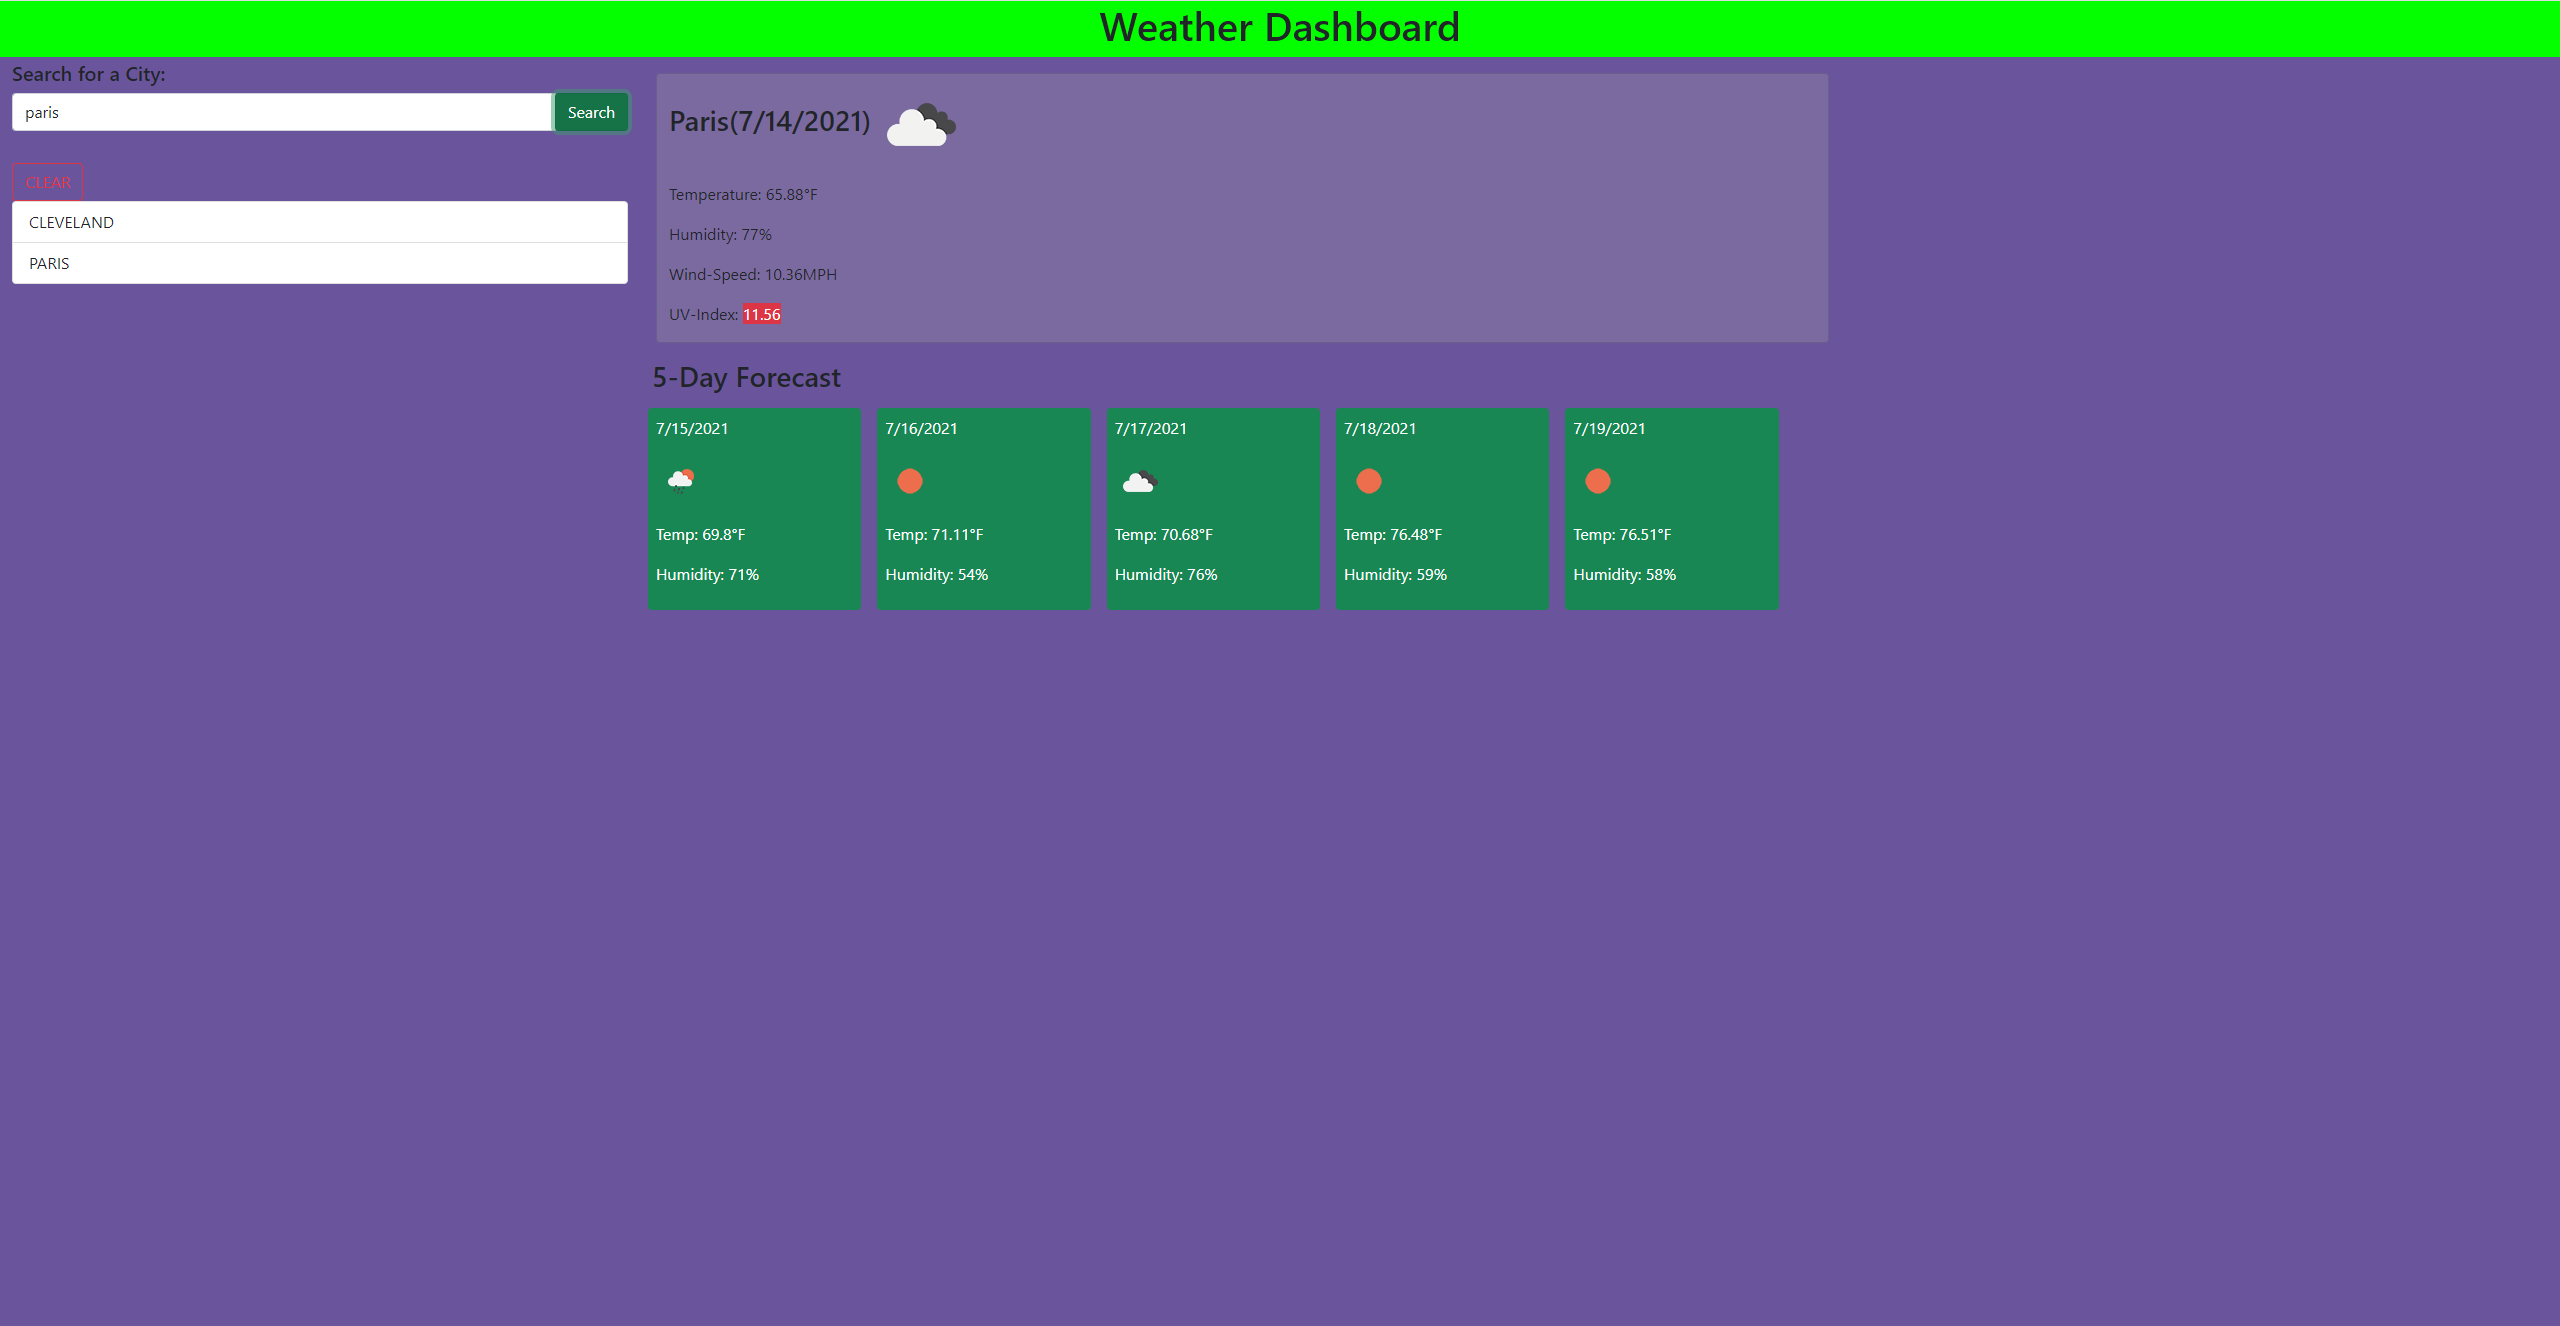 Weather Dashboard
Search for a City:
paris
Search
CLEAR
CLEVELAND
PARIS
Paris(7/14/2021)
Temperature: 65.88°F
Humidity: 77%
Wind-Speed: 10.36MPH
UV-Index: 11.56
5-Day Forecast
7/15/2021
Temp: 69.8°F
Humidity: 71%
7/16/2021
Temp: 71.11°F
Humidity: 54%
7/17/2021
Temp: 70.68°F
Humidity: 76%
7/18/2021
Temp: 76.48°F
Humidity: 59%
7/19/2021
Temp: 76.51°F
Humidity: 58%